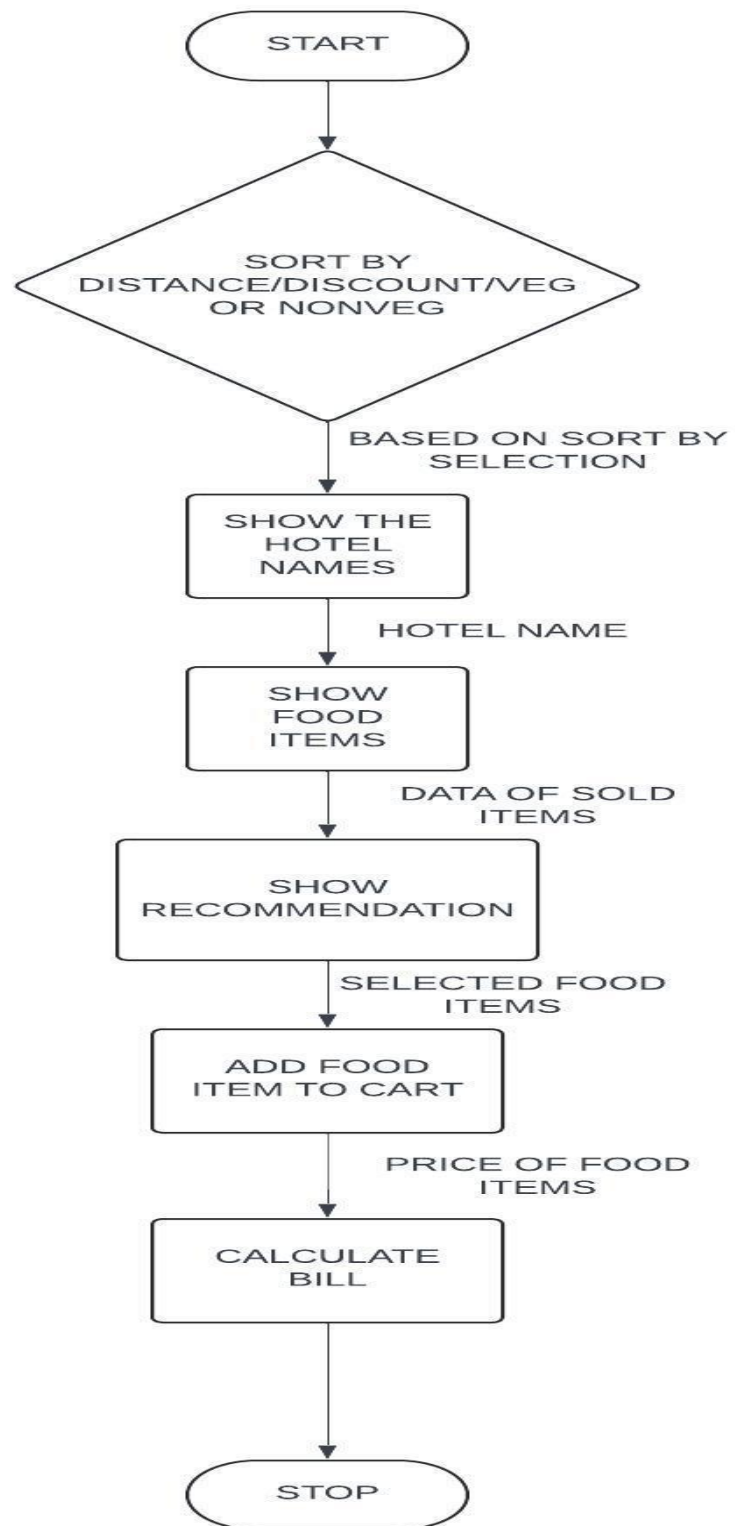 START
SORT BY
DISTANCE/DISCOUNT/VEG
OR NONVEG
BASED ON SORT BY
SELECTION
SHOW THE
HOTEL
NAMES
HOTEL NAME
SHOW
FOOD
ITEMS
DATA OF SOLD
ITEMS
SHOW
RECOMMENDATION
SELECTED FOOD
ITEMS
ADD FOOD
ITEM TO CART
PRICE OF FOOD
ITEMS
CALCULATE
BILL
STOP